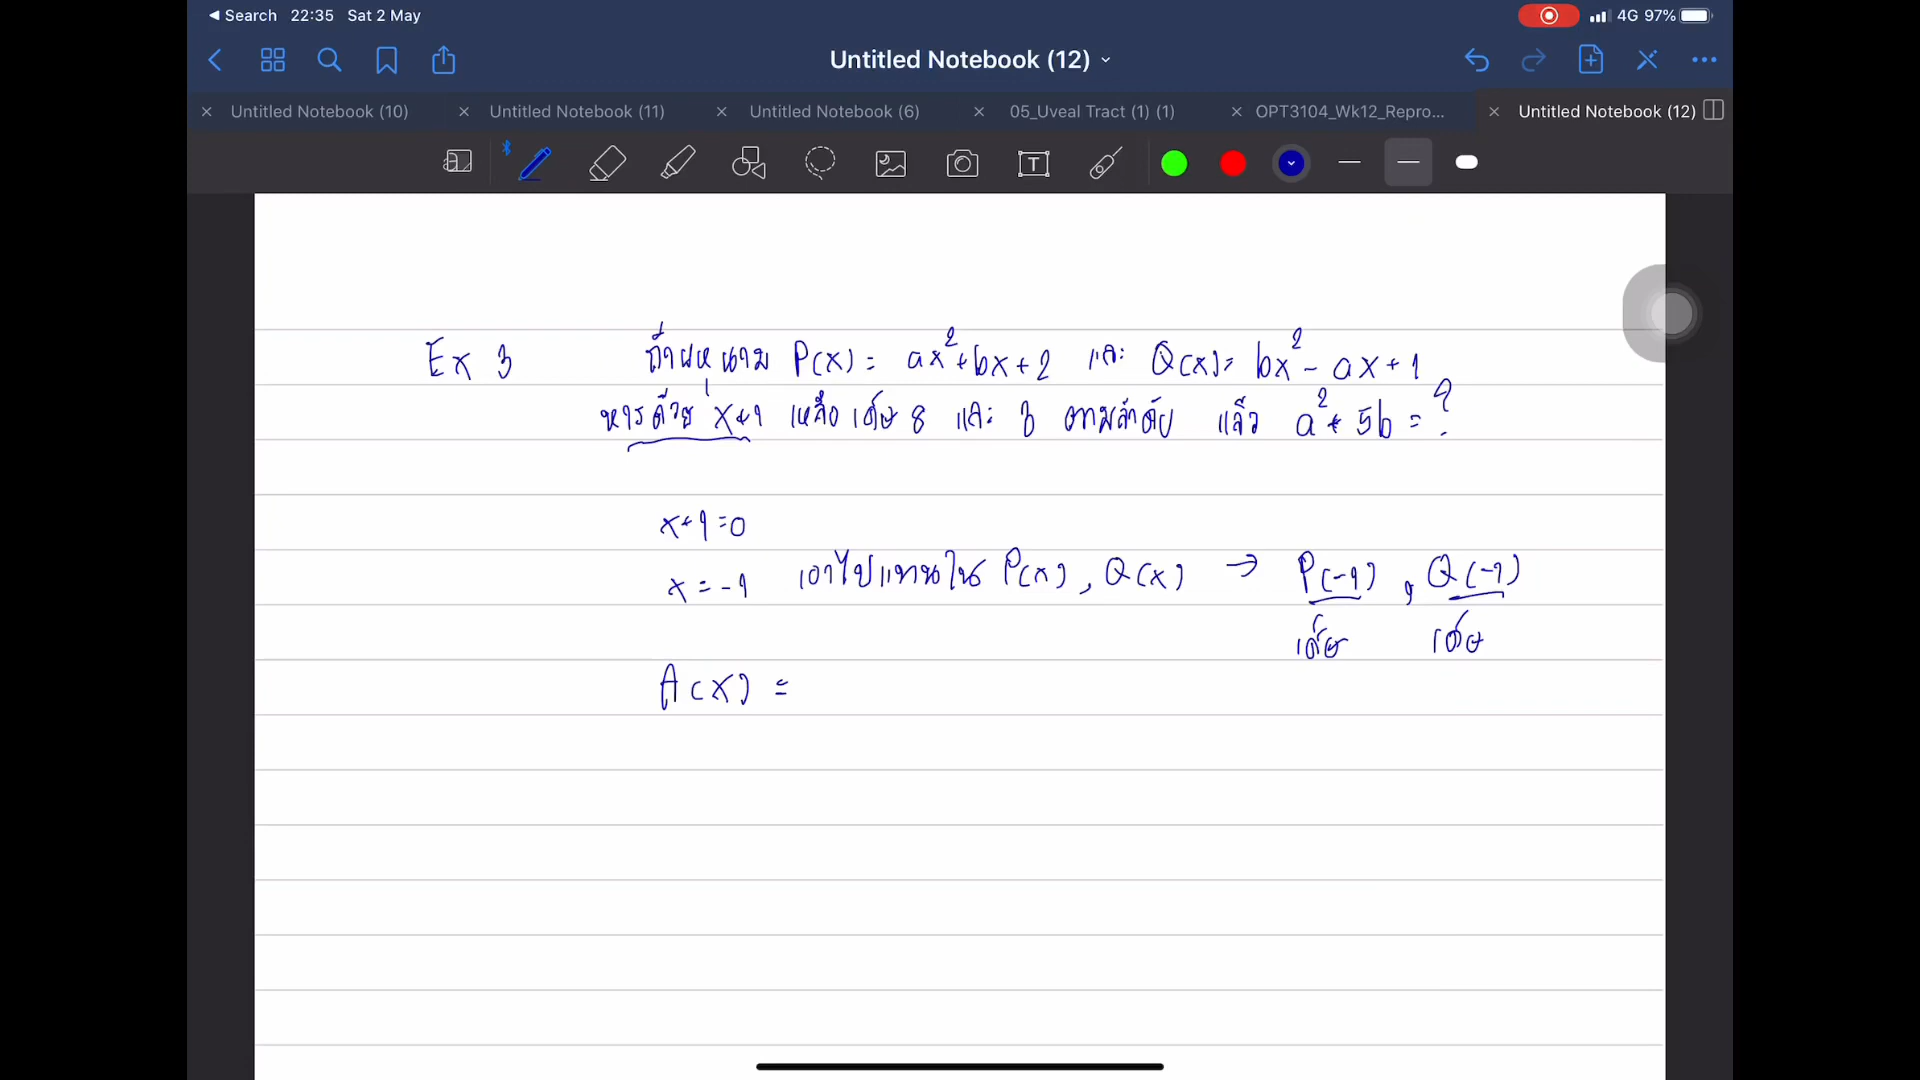 Search 22:35 Sat 2 May 4G 97%
Untitled Notebook (12)
Untitled Notebook (10) Untitled Notebook (11) Untitled Notebook (6) 05_Uveal Tract (1) (1) OPT3104_Wk12_Repro... Untitled Notebook (12)
T
Ex 3 ถ้าพหุนาม P(x) = ax²+bx+2 และ Q(x) = bx² - ax + 1
หารด้วย x+1 เหลือเศษ 8 และ 3 ตามลำดับ แล้ว a² + 5b = ?
x+1=0
x = -1 เอาไปแทนใน P(x), Q(x) → P(-1), Q(-1)
เศษ เศษ
A(x) =